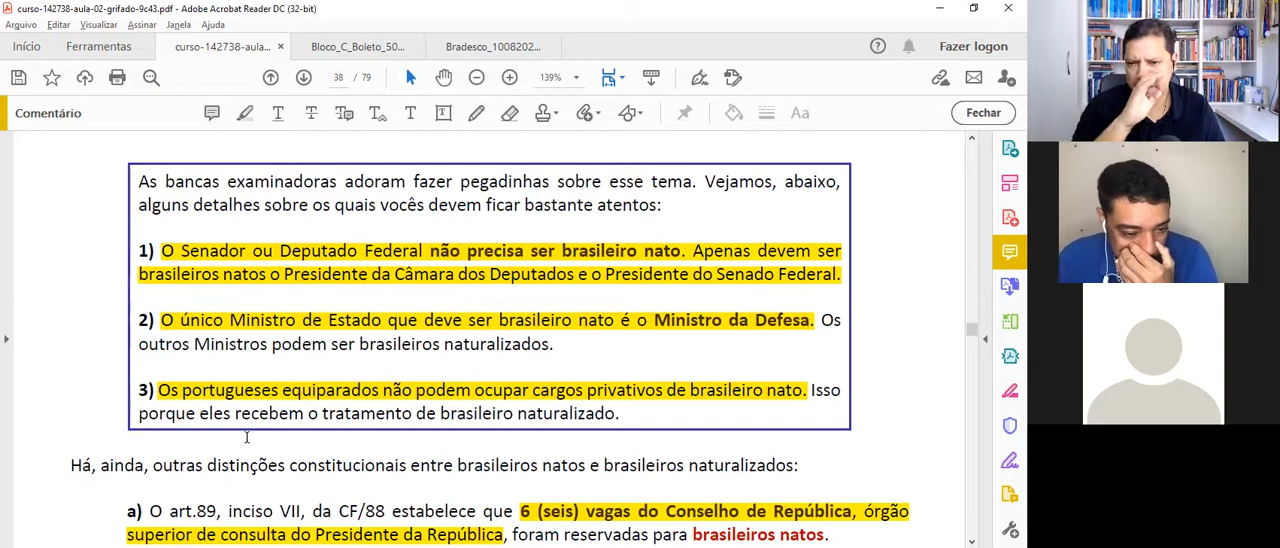 curso-142738-aula-02-grifado-9c43.pdf - Adobe Acrobat Reader DC (32-bit)
Arquivo Editar Visualizar Assinar Janela Ajuda
Início Ferramentas curso-142738-aula... × Bloco_C_Boleto_50... Bradesco_1008202... Fazer logon
38 / 79 139%
Comentário Aa Fechar
As bancas examinadoras adoram fazer pegadinhas sobre esse tema. Vejamos, abaixo,
alguns detalhes sobre os quais vocês devem ficar bastante atentos:
1) O Senador ou Deputado Federal não precisa ser brasileiro nato. Apenas devem ser
brasileiros natos o Presidente da Câmara dos Deputados e o Presidente do Senado Federal.
2) O único Ministro de Estado que deve ser brasileiro nato é o Ministro da Defesa. Os
outros Ministros podem ser brasileiros naturalizados.
3) Os portugueses equiparados não podem ocupar cargos privativos de brasileiro nato. Isso
porque eles recebem o tratamento de brasileiro naturalizado.
Há, ainda, outras distinções constitucionais entre brasileiros natos e brasileiros naturalizados:
a) O art.89, inciso VII, da CF/88 estabelece que 6 (seis) vagas do Conselho de República, órgão
superior de consulta do Presidente da República, foram reservadas para brasileiros natos.